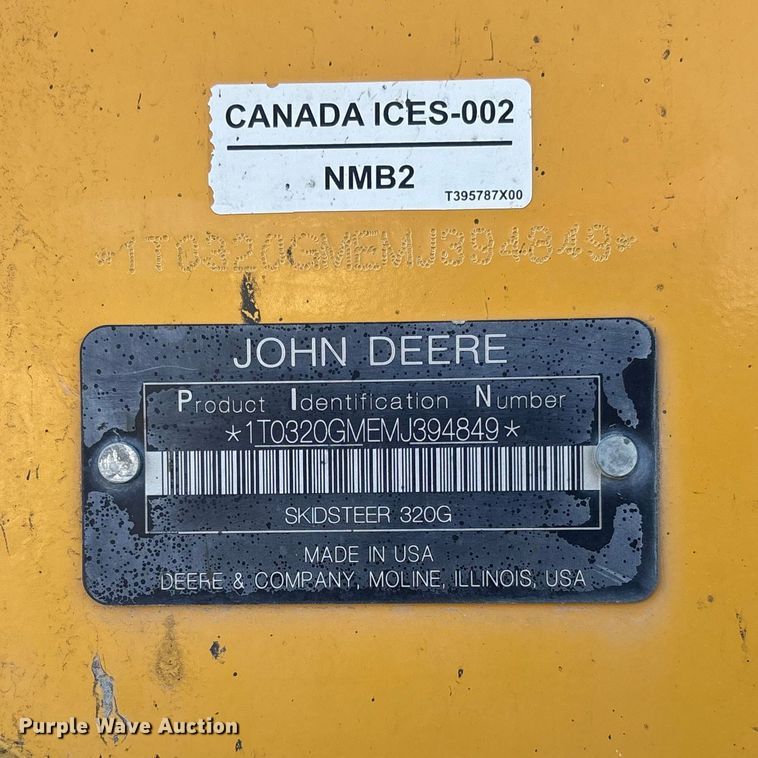 CANADA ICES-002
NMB2
T395787X00
*1T0320GMEMJ394849*
JOHN DEERE
Product Identification Number
*1T0320GMEMJ394849*
SKIDSTEER 320G
MADE IN USA
DEERE & COMPANY, MOLINE, ILLINOIS, USA
Purple Wave Auction